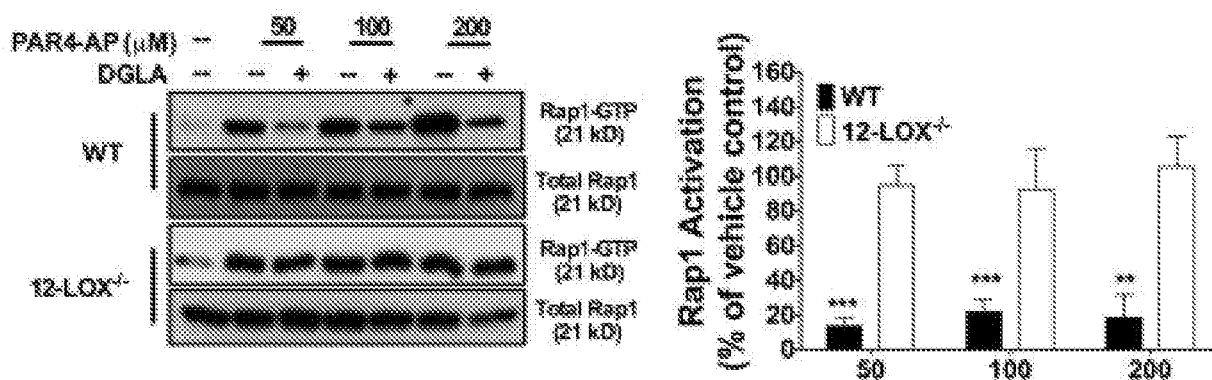 PAR4-AP (μM) -- 50 100 200
DGLA -- -- + -- + -- +
WT
Rap1-GTP
(21 kD)
Total Rap1
(21 kD)
12-LOX-/-
Rap1-GTP
(21 kD)
Total Rap1
(21 kD)
Rap1 Activation
(% of vehicle control)
160
140
120
100
80
60
40
20
0
WT
12-LOX-/-
*** *** **
50 100 200